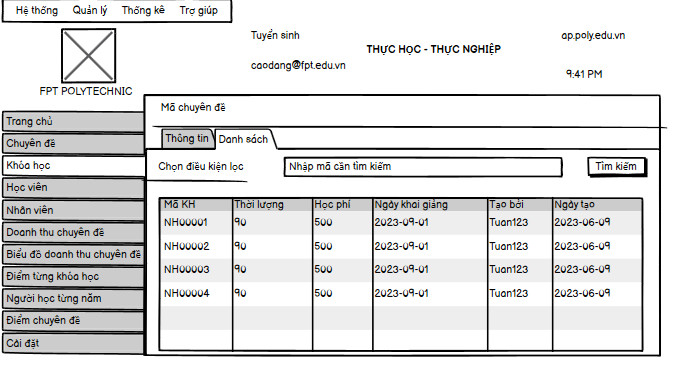 Hệ thống Quản lý Thống kê Trợ giúp
Tuyển sinh
ap.poly.edu.vn
THỰC HỌC - THỰC NGHIỆP
caodang@fpt.edu.vn
9:41 PM
FPT POLYTECHNIC
Trang chủ
Chuyên đề
Khóa học
Học viên
Nhân viên
Doanh thu chuyên đề
Biểu đồ doanh thu chuyên đề
Điểm từng khóa học
Người học từng năm
Điểm chuyên đề
Cài đặt
Mã chuyên đề
Thông tin Danh sách
Chọn điều kiện lọc Nhập mã cần tìm kiếm Tìm kiếm
Mã KH Thời lượng Học phí Ngày khai giảng Tạo bởi Ngày tạo
NH00001 90 500 2023-09-01 Tuan123 2023-06-09
NH00002 90 500 2023-09-01 Tuan123 2023-06-09
NH00003 90 500 2023-09-01 Tuan123 2023-06-09
NH00004 90 500 2023-09-01 Tuan123 2023-06-09